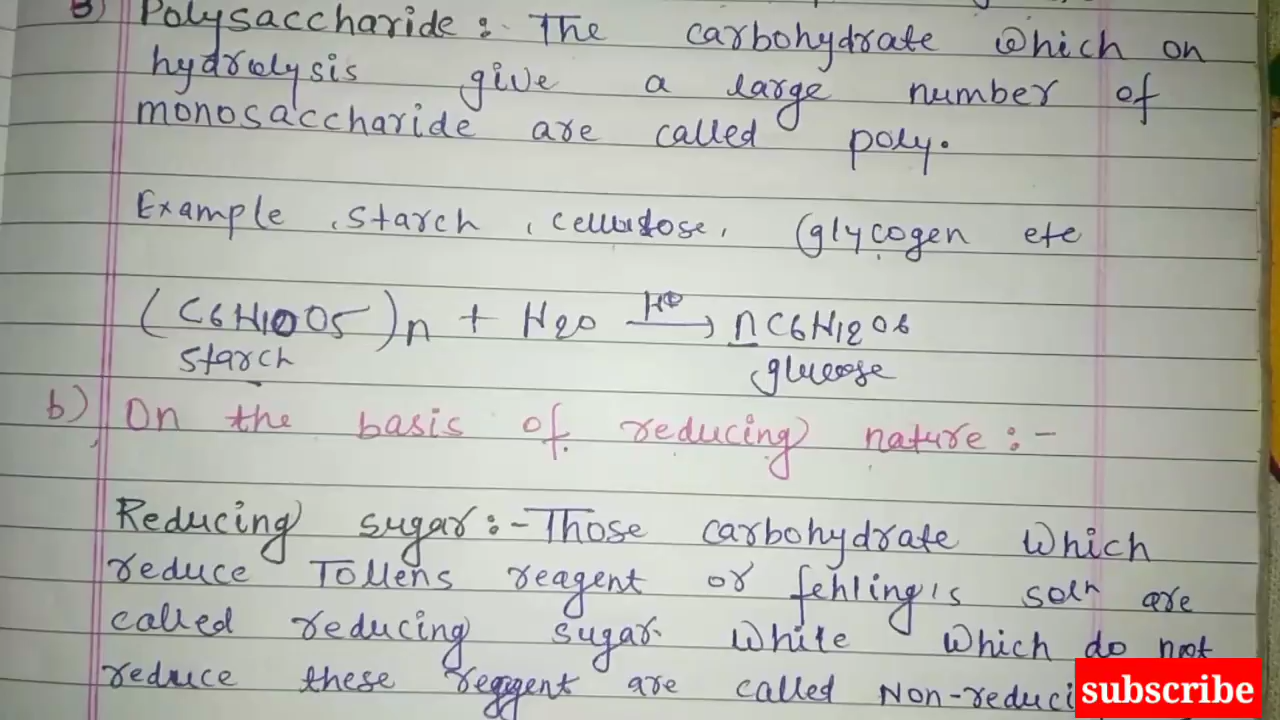 3) Polysaccharide :- The carbohydrate which on
hydrolysis give a large number of
monosaccharide are called poly.
Example , starch , cellulose, Glycogen etc
(C6H10O5)n + H2O H⊕ → nC6H12O6
starch glucose
b) On the basis of reducing nature :-
Reducing sugar :- Those carbohydrate which
reduce Tollens reagent or fehling's soln are
called reducing sugar. While which do not
reduce these reagent are called Non-reduci
subscribe